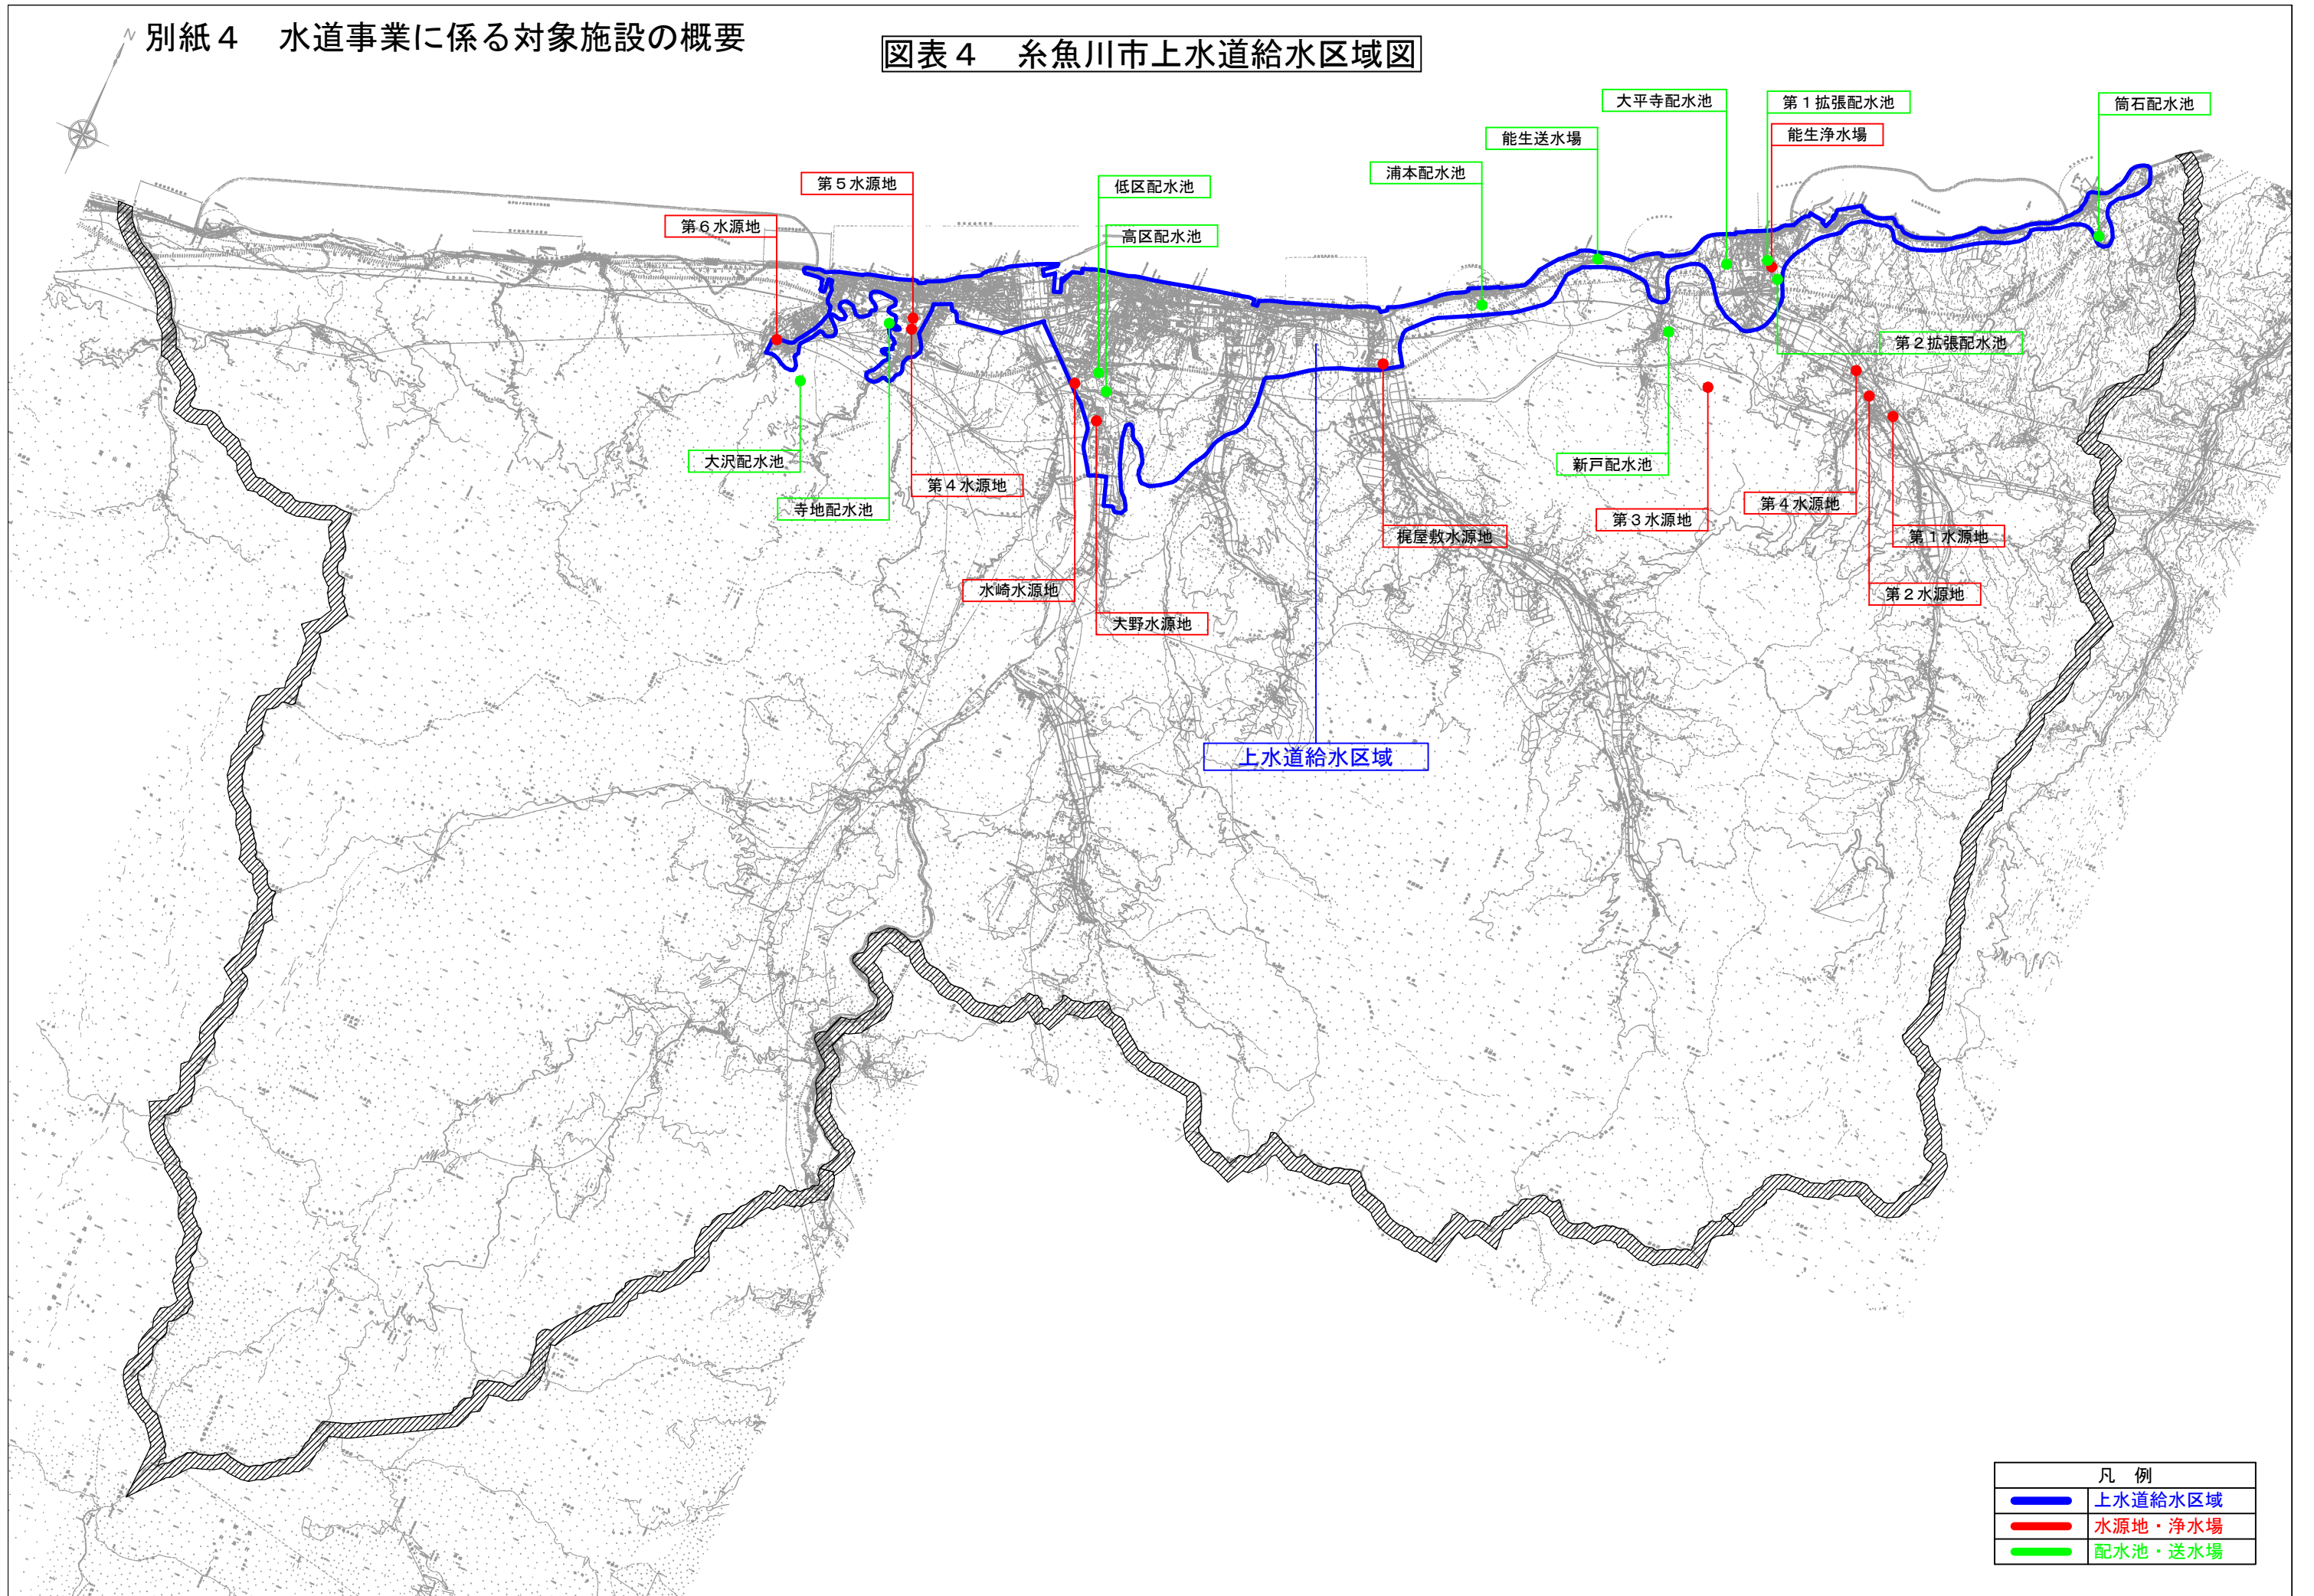 別紙４　水道事業に係る対象施設の概要
図表４　糸魚川市上水道給水区域図
N
大平寺配水池
第１拡張配水池
筒石配水池
能生送水場
能生浄水場
浦本配水池
第５水源地
低区配水池
第６水源地
高区配水池
第２拡張配水池
大沢配水池
新戸配水池
第４水源地
第４水源地
寺地配水池
第３水源地
梶屋敷水源地
第１水源地
水崎水源地
第２水源地
大野水源地
上水道給水区域
凡　例
上水道給水区域
水源地・浄水場
配水池・送水場